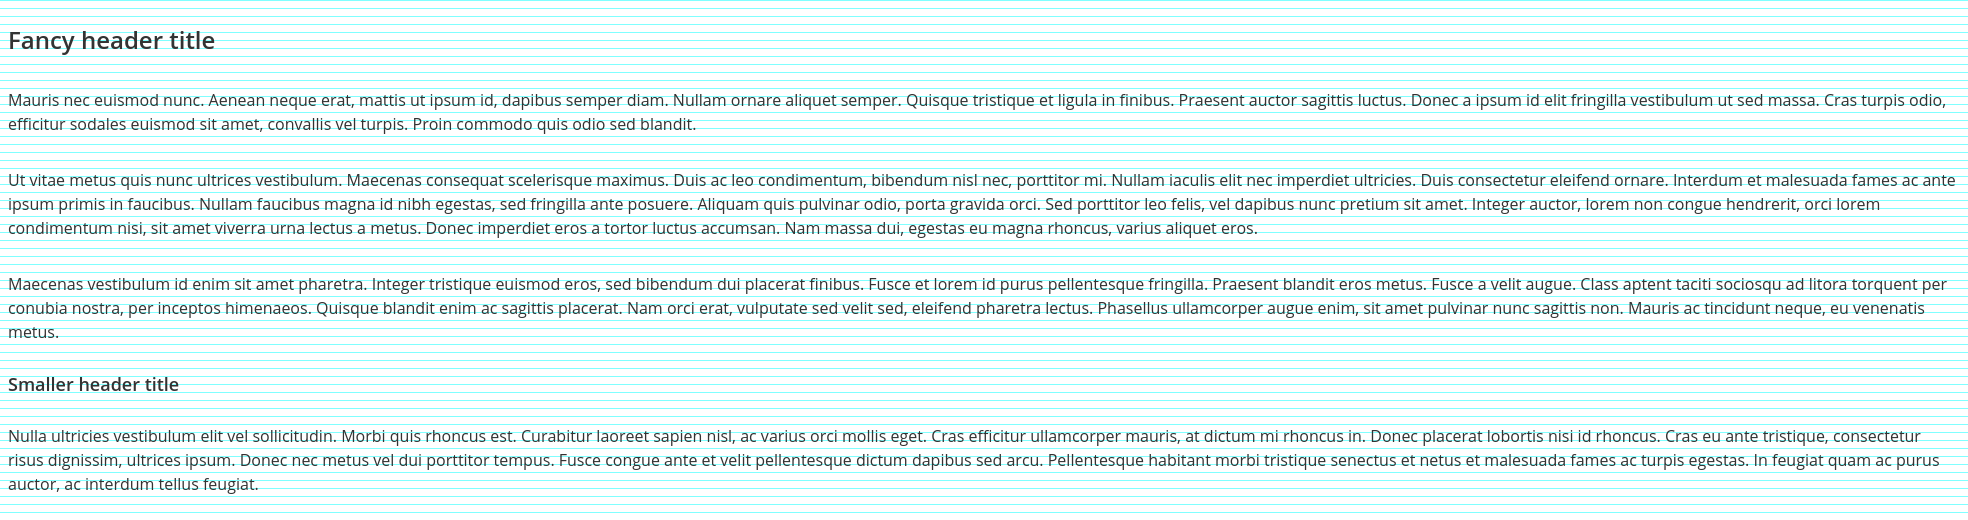 Fancy header title
Mauris nec euismod nunc. Aenean neque erat, mattis ut ipsum id, dapibus semper diam. Nullam ornare aliquet semper. Quisque tristique et ligula in finibus. Praesent auctor sagittis luctus. Donec a ipsum id elit fringilla vestibulum ut sed massa. Cras turpis odio,
efficitur sodales euismod sit amet, convallis vel turpis. Proin commodo quis odio sed blandit.
Ut vitae metus quis nunc ultrices vestibulum. Maecenas consequat scelerisque maximus. Duis ac leo condimentum, bibendum nisl nec, porttitor mi. Nullam iaculis elit nec imperdiet ultricies. Duis consectetur eleifend ornare. Interdum et malesuada fames ac ante
ipsum primis in faucibus. Nullam faucibus magna id nibh egestas, sed fringilla ante posuere. Aliquam quis pulvinar odio, porta gravida orci. Sed porttitor leo felis, vel dapibus nunc pretium sit amet. Integer auctor, lorem non congue hendrerit, orci lorem
condimentum nisi, sit amet viverra urna lectus a metus. Donec imperdiet eros a tortor luctus accumsan. Nam massa dui, egestas eu magna rhoncus, varius aliquet eros.
Maecenas vestibulum id enim sit amet pharetra. Integer tristique euismod eros, sed bibendum dui placerat finibus. Fusce et lorem id purus pellentesque fringilla. Praesent blandit eros metus. Fusce a velit augue. Class aptent taciti sociosqu ad litora torquent per
conubia nostra, per inceptos himenaeos. Quisque blandit enim ac sagittis placerat. Nam orci erat, vulputate sed velit sed, eleifend pharetra lectus. Phasellus ullamcorper augue enim, sit amet pulvinar nunc sagittis non. Mauris ac tincidunt neque, eu venenatis
metus.
Smaller header title
Nulla ultricies vestibulum elit vel sollicitudin. Morbi quis rhoncus est. Curabitur laoreet sapien nisl, ac varius orci mollis eget. Cras efficitur ullamcorper mauris, at dictum mi rhoncus in. Donec placerat lobortis nisi id rhoncus. Cras eu ante tristique, consectetur
risus dignissim, ultrices ipsum. Donec nec metus vel dui porttitor tempus. Fusce congue ante et velit pellentesque dictum dapibus sed arcu. Pellentesque habitant morbi tristique senectus et netus et malesuada fames ac turpis egestas. In feugiat quam ac purus
auctor, ac interdum tellus feugiat.